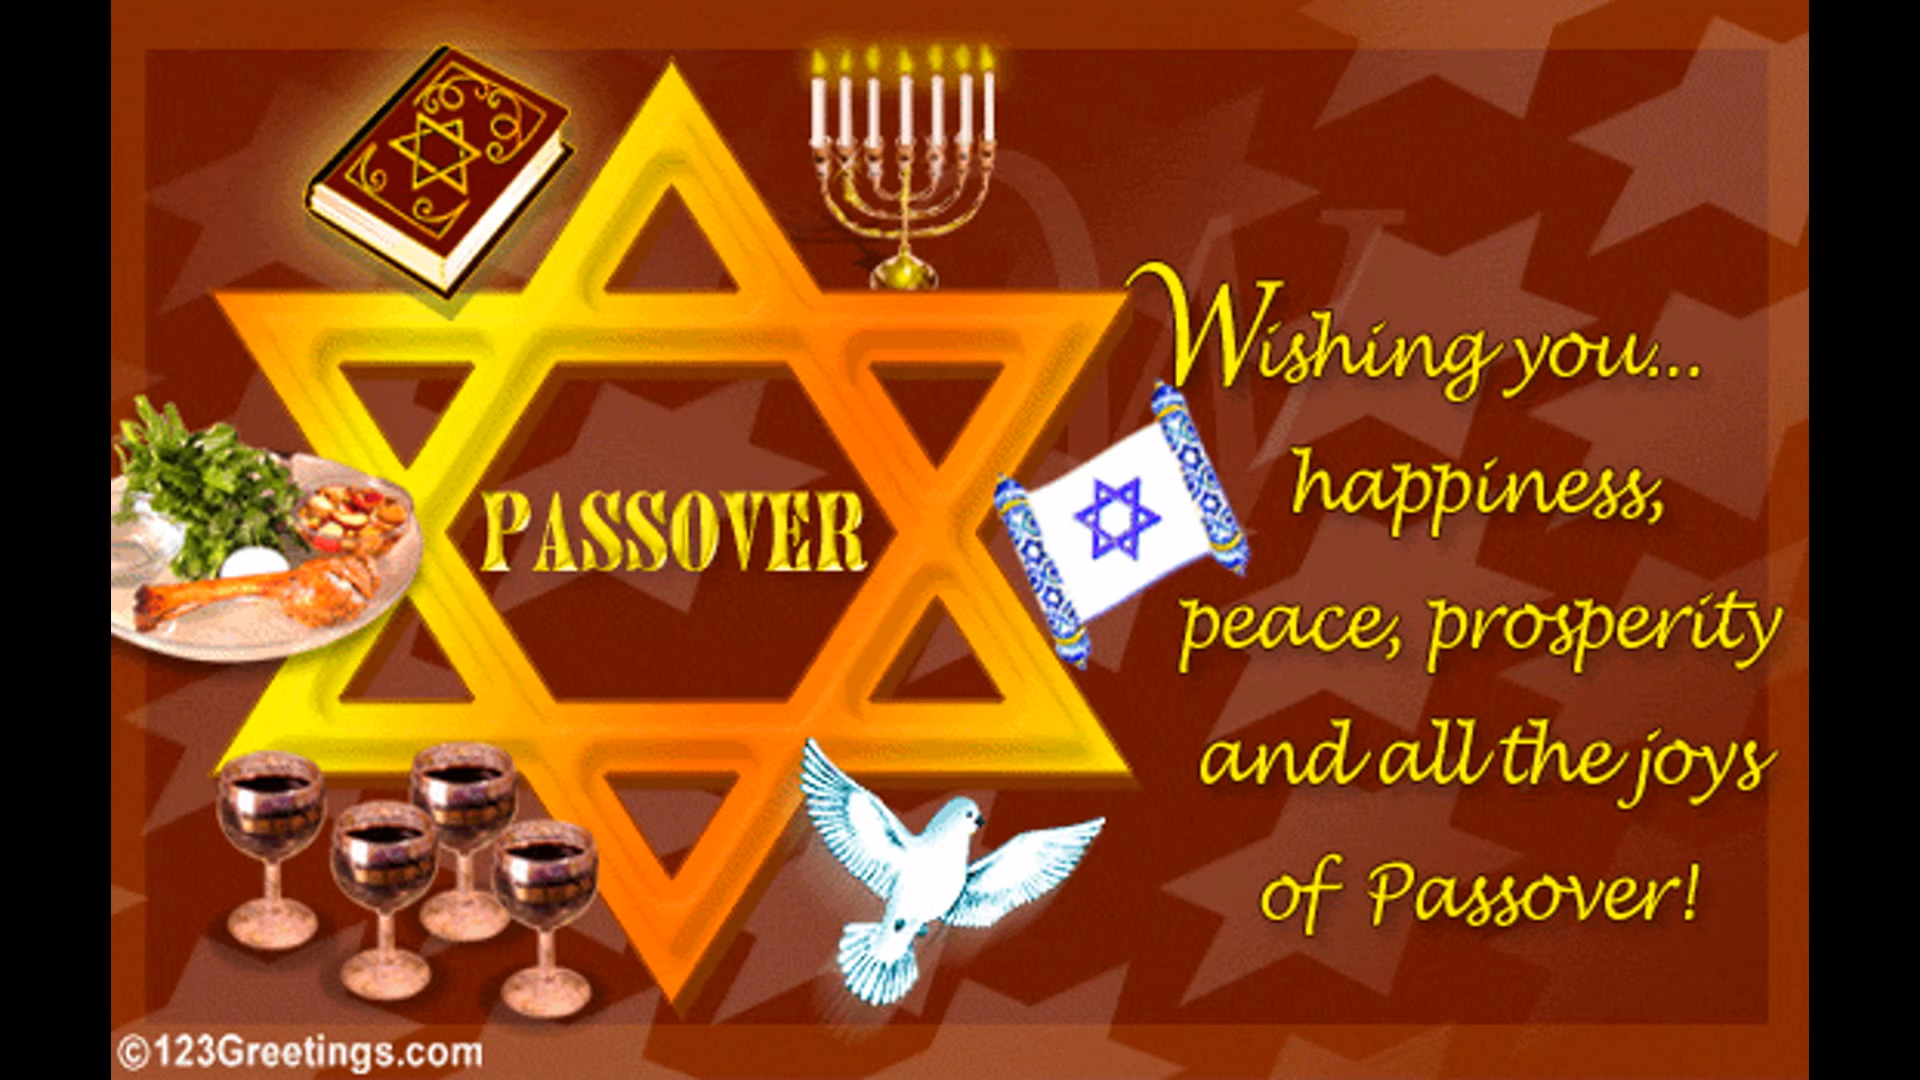 PASSOVER
Wishing you...
happiness,
peace, prosperity
and all the joys
of Passover!
©123Greetings.com